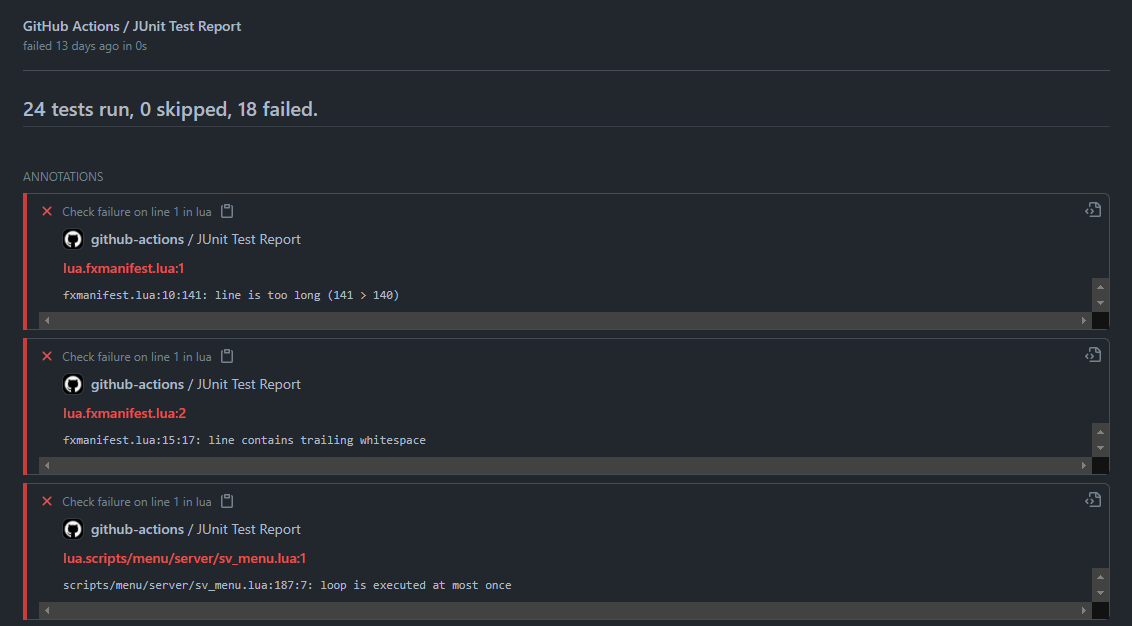 GitHub Actions / JUnit Test Report
failed 13 days ago in 0s
24 tests run, 0 skipped, 18 failed.
ANNOTATIONS
Check failure on line 1 in lua
github-actions / JUnit Test Report
lua.fxmanifest.lua:1
fxmanifest.lua:10:141: line is too long (141 > 140)
Check failure on line 1 in lua
github-actions / JUnit Test Report
lua.fxmanifest.lua:2
fxmanifest.lua:15:17: line contains trailing whitespace
Check failure on line 1 in lua
github-actions / JUnit Test Report
lua.scripts/menu/server/sv_menu.lua:1
scripts/menu/server/sv_menu.lua:187:7: loop is executed at most once